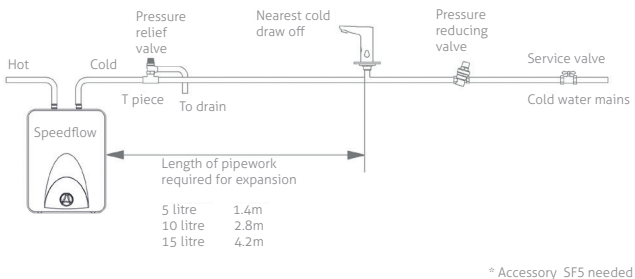 Pressure
relief
valve
Nearest cold
draw off
Pressure
reducing
valve
Service valve
Hot
Cold
T piece
To drain
Cold water mains
Speedflow
Length of pipework
required for expansion
5 litre 1.4m
10 litre 2.8m
15 litre 4.2m
* Accessory SF5 needed